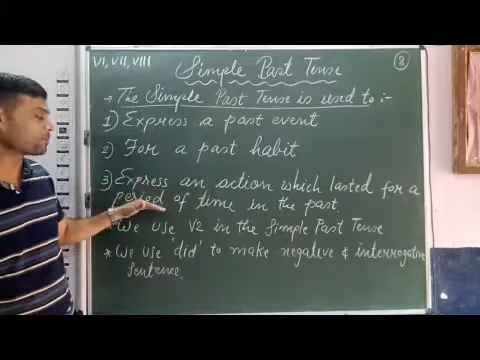 VI, VII, VIII
Simple Past Tense
8
→ The Simple Past Tense is used to :-
1) Express a past event
2) For a past habit
3) Express an action which lasted for a
period of time in the past.
* We use V2 in the Simple Past Tense
* We use 'did' to make negative & interrogative
sentence.